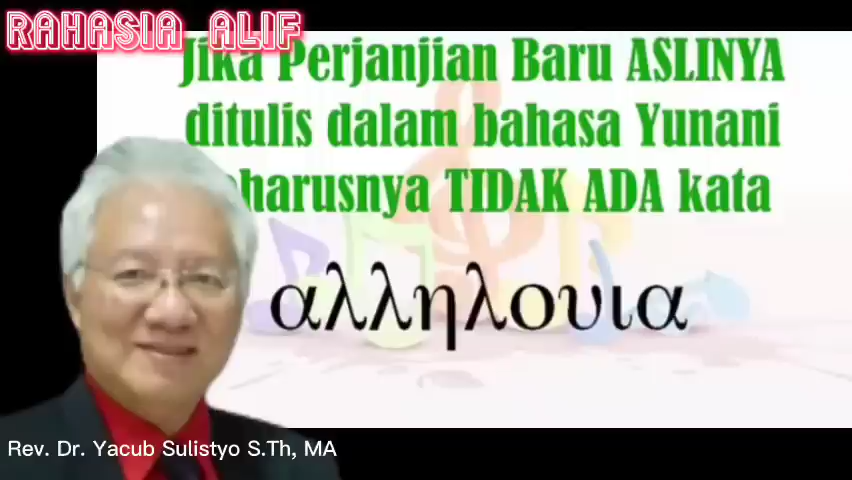 RAHASIA ALIF
Jika Perjanjian Baru ASLINYA
ditulis dalam bahasa Yunani
harusnya TIDAK ADA kata
αλληλουια
Rev. Dr. Yacub Sulistyo S.Th, MA